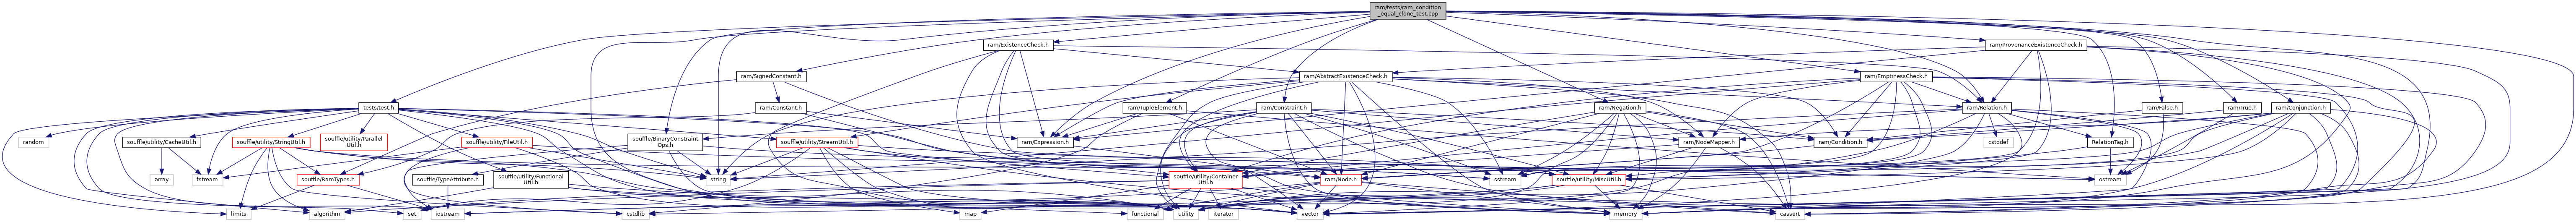 ram/tests/ram_condition
_equal_clone_test.cpp
ram/ExistenceCheck.h
ram/ProvenanceExistenceCheck.h
ram/SignedConstant.h
ram/AbstractExistenceCheck.h
ram/EmptinessCheck.h
tests/test.h
ram/Constant.h
ram/TupleElement.h
ram/Constraint.h
ram/Negation.h
ram/Relation.h
ram/False.h
ram/True.h
ram/Conjunction.h
random
souffle/utility/CacheUtil.h
souffle/utility/StringUtil.h
souffle/utility/Parallel
Util.h
souffle/utility/FileUtil.h
souffle/BinaryConstraint
Ops.h
souffle/utility/StreamUtil.h
ram/Expression.h
ram/NodeMapper.h
ram/Condition.h
cstddef
RelationTag.h
array
fstream
souffle/RamTypes.h
souffle/TypeAttribute.h
souffle/utility/Functional
Util.h
string
souffle/utility/Container
Util.h
ram/Node.h
sstream
souffle/utility/MiscUtil.h
ostream
limits
algorithm
set
iostream
cstdlib
map
functional
utility
iterator
vector
memory
cassert